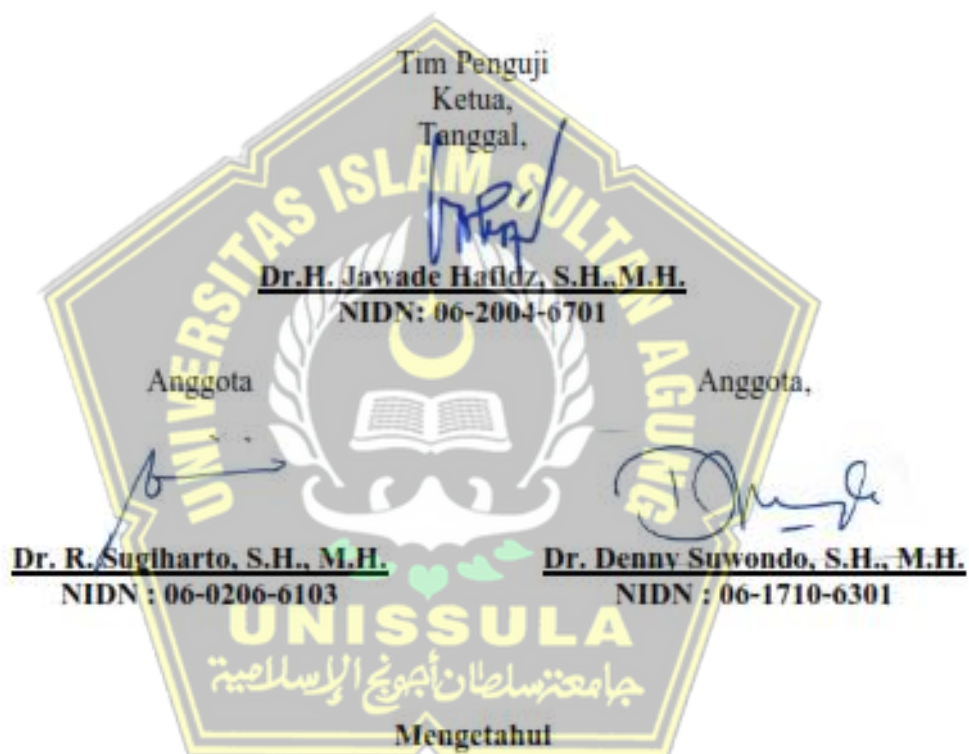 Tim Penguji
Ketua,
Tanggal,
UNIVERSITAS ISLAM SULTAN AGUNG
Dr.H. Jawade Hafidz, S.H.,M.H.
NIDN: 06-2004-6701
Anggota
Anggota,
Dr. R. Sugiharto, S.H., M.H.
NIDN : 06-0206-6103
Dr. Denny Suwondo, S.H., M.H.
NIDN : 06-1710-6301
UNISSULA
جامعة سلطان أجونج الإسلامية
Mengetahui